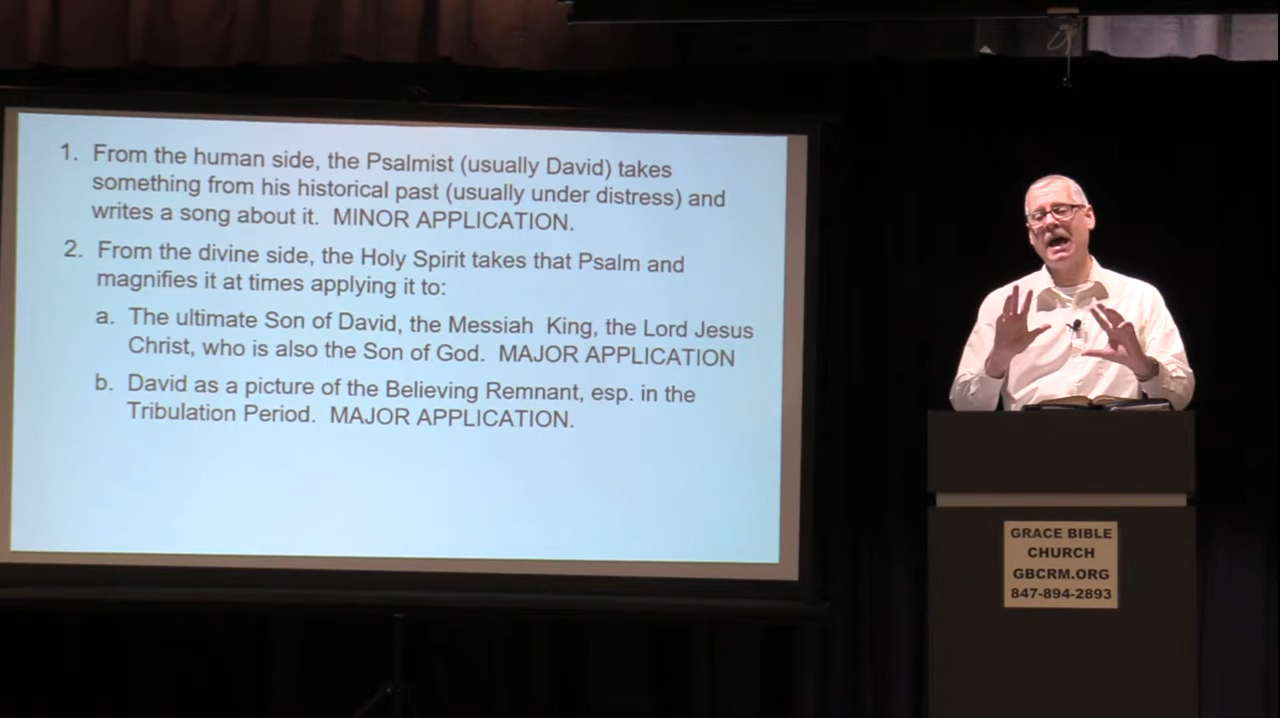 1. From the human side, the Psalmist (usually David) takes
something from his historical past (usually under distress) and
writes a song about it. MINOR APPLICATION.
2. From the divine side, the Holy Spirit takes that Psalm and
magnifies it at times applying it to:
a. The ultimate Son of David, the Messiah King, the Lord Jesus
Christ, who is also the Son of God. MAJOR APPLICATION
b. David as a picture of the Believing Remnant, esp. in the
Tribulation Period. MAJOR APPLICATION.
GRACE BIBLE
CHURCH
GBCRM.ORG
847-894-2893